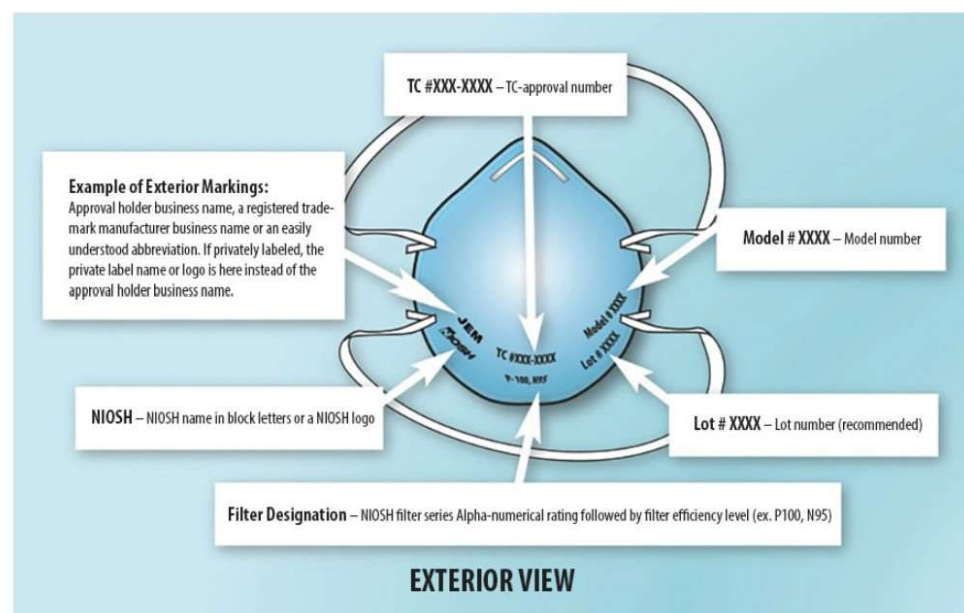 TC #XXX-XXXX – TC-approval number
Example of Exterior Markings:
Approval holder business name, a registered trade-
mark manufacturer business name or an easily
understood abbreviation. If privately labeled, the
private label name or logo is here instead of the
approval holder business name.
Model # XXXX – Model number
JEM
NIOSH
TC #XXX-XXXX
P-100, N95
Model # XXXX
Lot # XXXX
NIOSH – NIOSH name in block letters or a NIOSH logo
Lot # XXXX – Lot number (recommended)
Filter Designation – NIOSH filter series Alpha-numerical rating followed by filter efficiency level (ex. P100, N95)
EXTERIOR VIEW